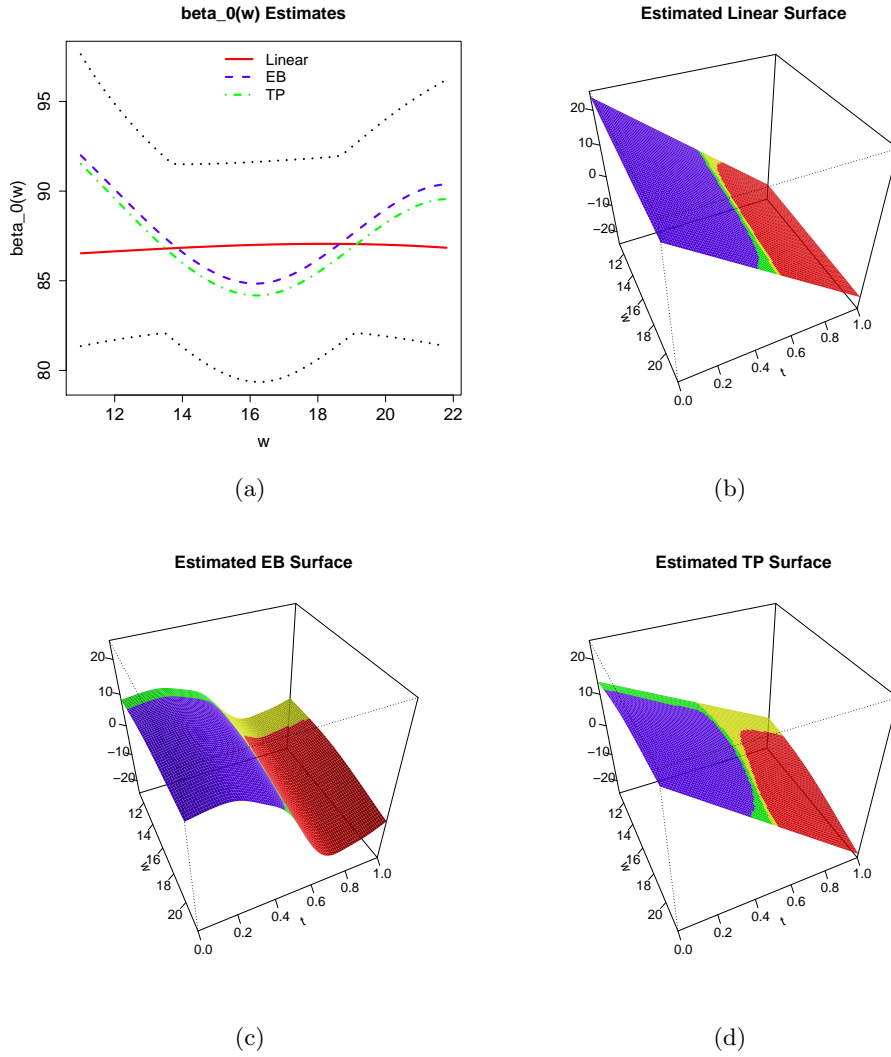 beta_0(w) Estimates
Linear
EB
TP
beta_0(w)
95
90
85
80
12 14 16 18 20 22
w
(a)
Estimated Linear Surface
20
10
0
−10
−20
12
14
16
18
20
w
0.0 0.2 0.4 0.6 0.8 1.0
t
(b)
Estimated EB Surface
20
10
0
−10
−20
12
14
16
18
20
w
0.0 0.2 0.4 0.6 0.8 1.0
t
(c)
Estimated TP Surface
20
10
0
−10
−20
12
14
16
18
20
w
0.0 0.2 0.4 0.6 0.8 1.0
t
(d)